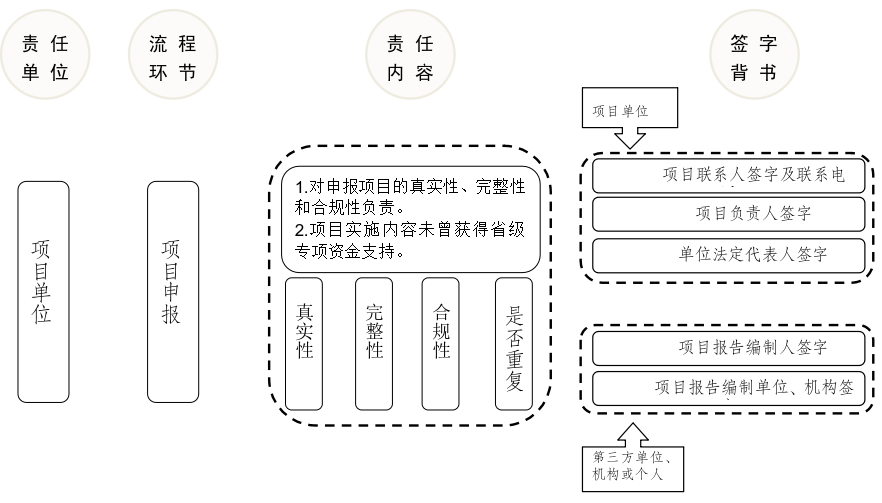 责 任
单 位
流 程
环 节
责 任
内 容
签 字
背 书
项目单位
项目申报
1.对申报项目的真实性、完整性
和合规性负责。
2.项目实施内容未曾获得省级
专项资金支持。
真实性
完整性
合规性
是否重复
项目单位
项目联系人签字及联系电
项目负责人签字
单位法定代表人签字
项目报告编制人签字
项目报告编制单位、机构签
第三方单位、
机构或个人